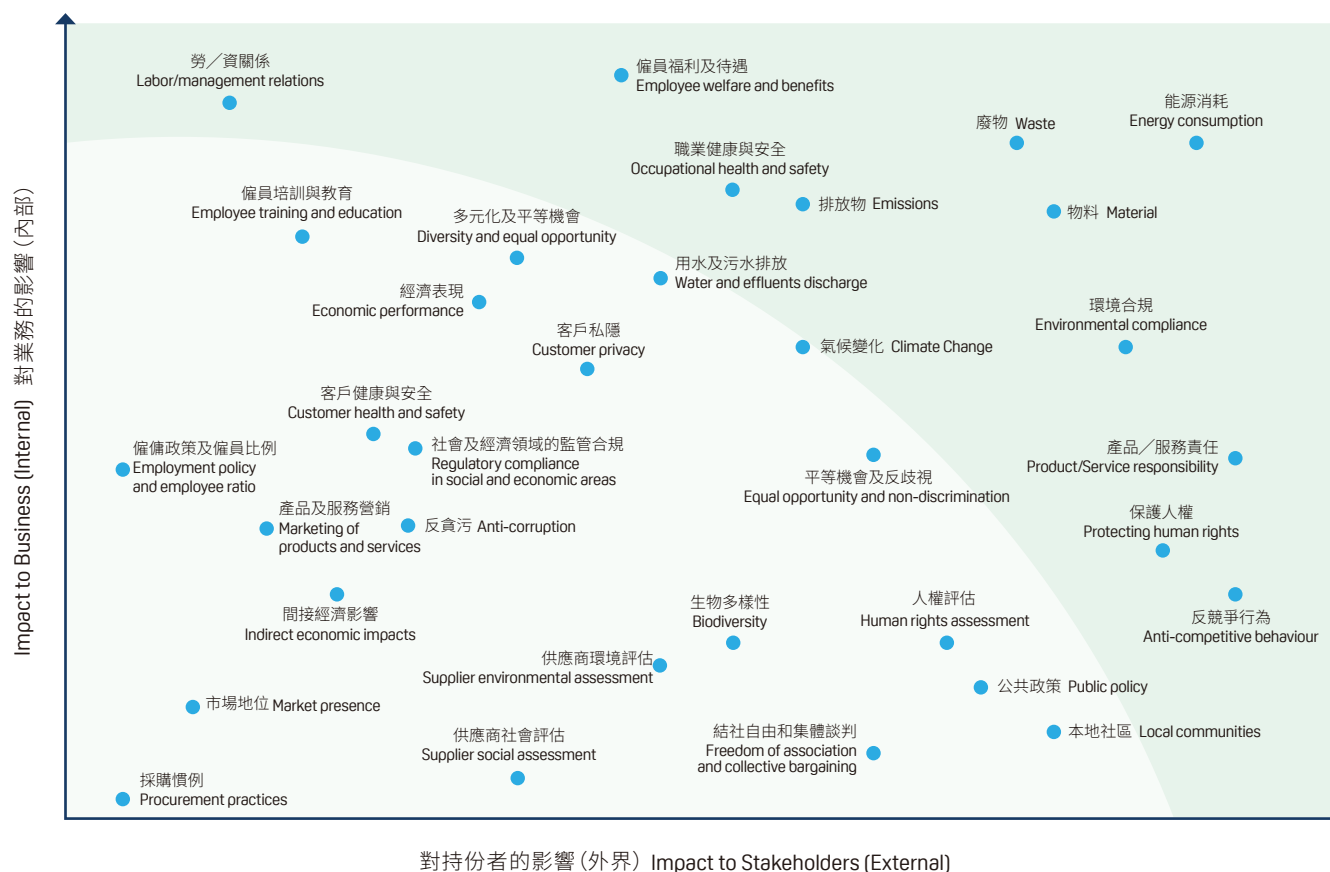 勞／資關係
Labor/management relations
僱員福利及待遇
Employee welfare and benefits
能源消耗
Energy consumption
廢物 Waste
職業健康與安全
Occupational health and safety
排放物 Emissions
物料 Material
僱員培訓與教育
Employee training and education
多元化及平等機會
Diversity and equal opportunity
用水及污水排放
Water and effluents discharge
經濟表現
Economic performance
環境合規
Environmental compliance
客戶私隱
Customer privacy
氣候變化 Climate Change
客戶健康與安全
Customer health and safety
僱傭政策及僱員比例
Employment policy
and employee ratio
社會及經濟領域的監管合規
Regulatory compliance
in social and economic areas
平等機會及反歧視
Equal opportunity and non-discrimination
產品／服務責任
Product/Service responsibility
產品及服務營銷
Marketing of
products and services
反貪污 Anti-corruption
保護人權
Protecting human rights
間接經濟影響
Indirect economic impacts
生物多樣性
Biodiversity
人權評估
Human rights assessment
反競爭行為
Anti-competitive behaviour
供應商環境評估
Supplier environmental assessment
公共政策 Public policy
市場地位 Market presence
供應商社會評估
Supplier social assessment
結社自由和集體談判
Freedom of association
and collective bargaining
本地社區 Local communities
採購慣例
Procurement practices
Impact to Business (Internal) 對業務的影響（內部）
對持份者的影響（外界）Impact to Stakeholders (External)